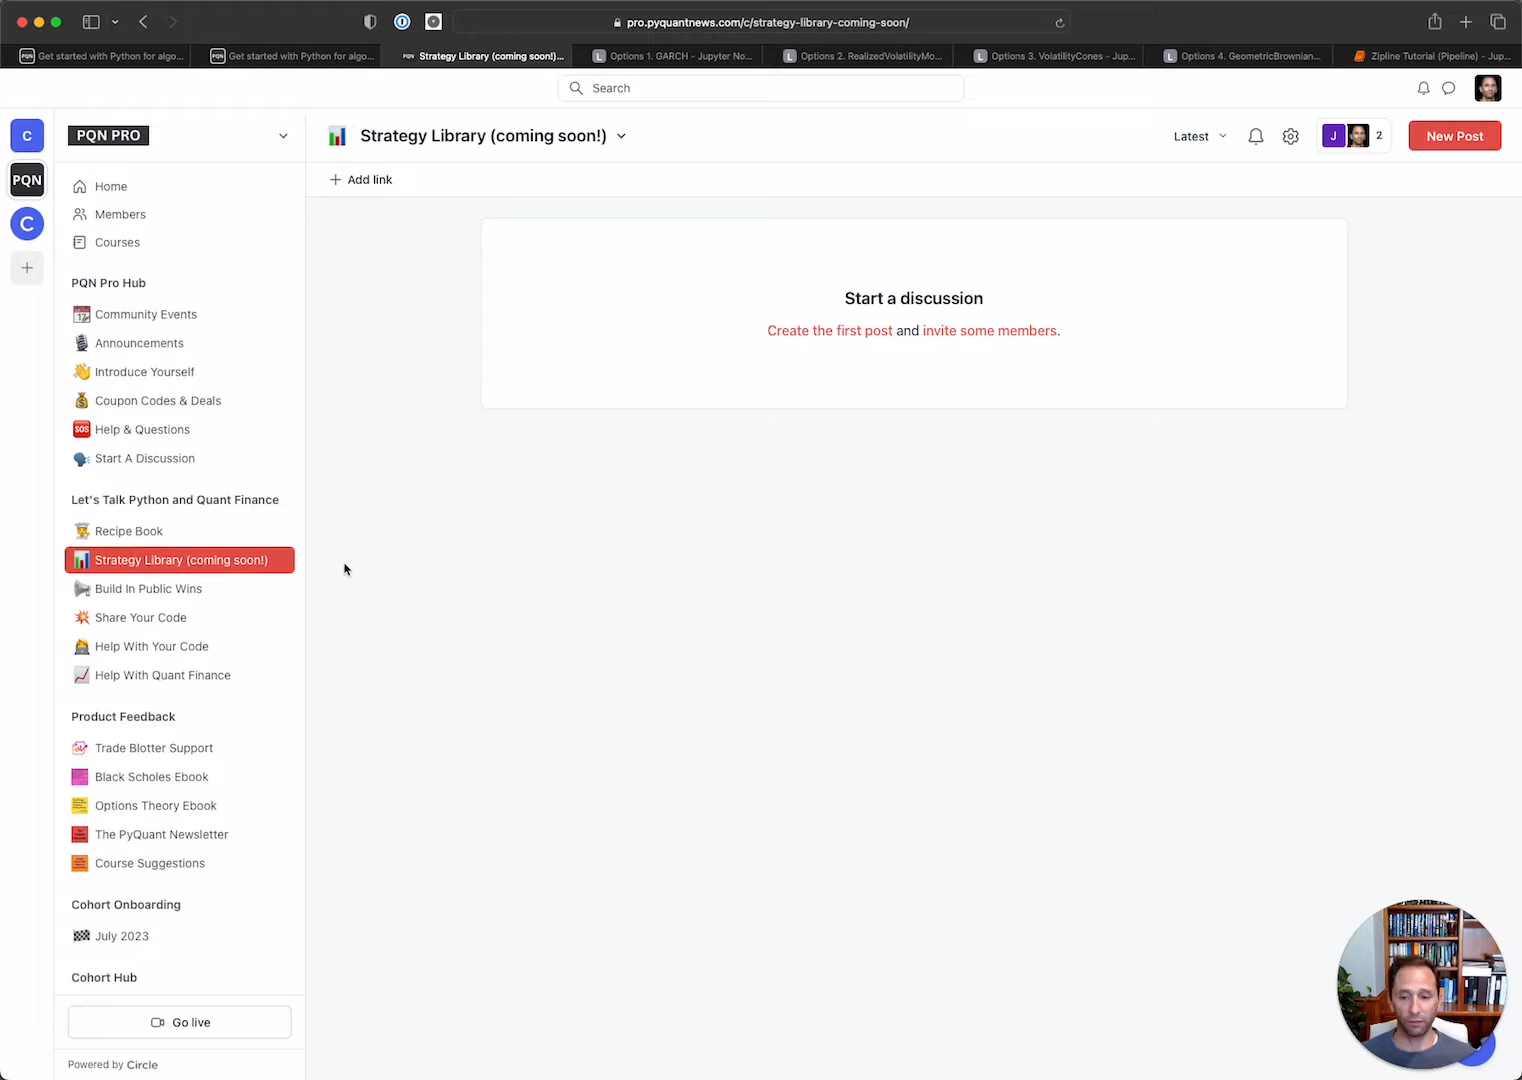 pro.pyquantnews.com/c/strategy-library-coming-soon/
PQN Get started with Python for algo...
PQN Get started with Python for algo...
PQN Strategy Library (coming soon!)...
L Options 1. GARCH - Jupyter No...
L Options 2. RealizedVolatilityMo...
L Options 3. VolatilityCones - Jup...
L Options 4. GeometricBrownian...
Zipline Tutorial (Pipeline) - Jup...
Search
C
PQN
C
PQN PRO
Home
Members
Courses
PQN Pro Hub
17 Community Events
Announcements
Introduce Yourself
Coupon Codes & Deals
SOS Help & Questions
Start A Discussion
Let's Talk Python and Quant Finance
Recipe Book
Strategy Library (coming soon!)
Build In Public Wins
Share Your Code
Help With Your Code
Help With Quant Finance
Product Feedback
Trade Blotter Support
Black Scholes Ebook
Options Theory Ebook
The PyQuant Newsletter
Course Suggestions
Cohort Onboarding
July 2023
Cohort Hub
Go live
Powered by Circle
Strategy Library (coming soon!)
Latest
J
2
New Post
Add link
Start a discussion
Create the first post and invite some members.